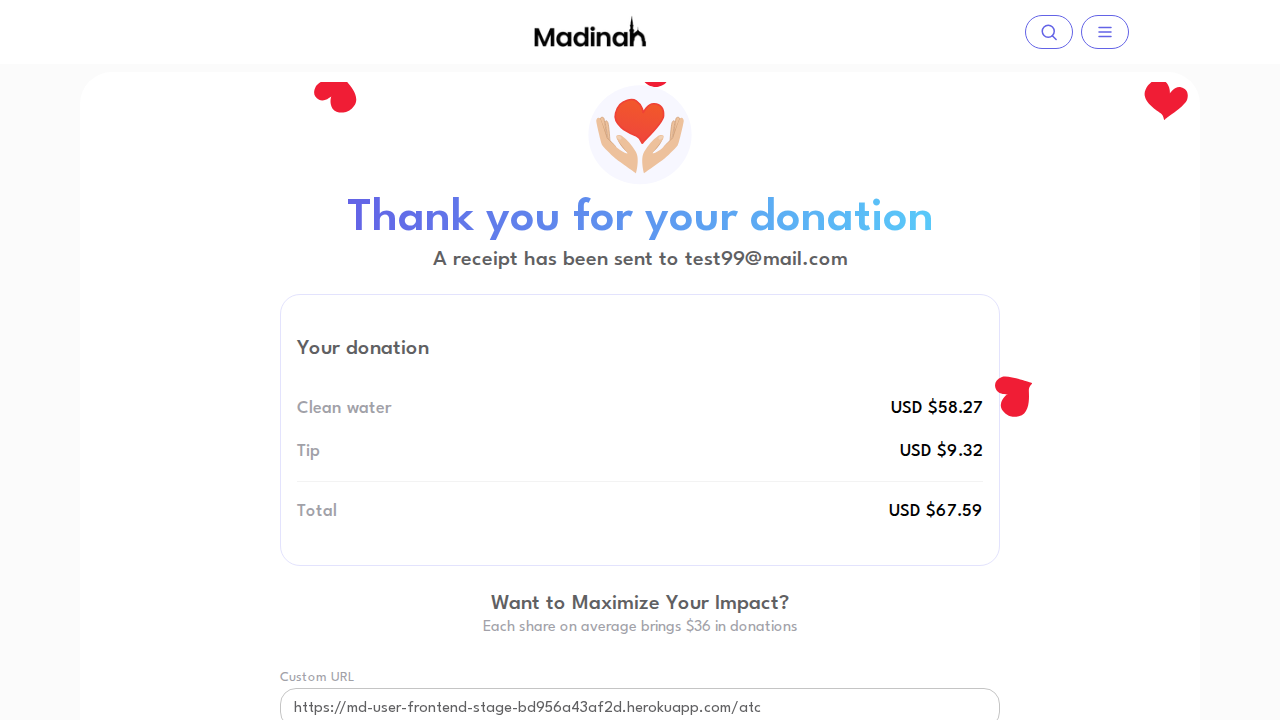 Madinah
Thank you for your donation
A receipt has been sent to test99@mail.com
Your donation
Clean water USD $58.27
Tip USD $9.32
Total USD $67.59
Want to Maximize Your Impact?
Each share on average brings $36 in donations
Custom URL
https://md-user-frontend-stage-bd956a43af2d.herokuapp.com/atc